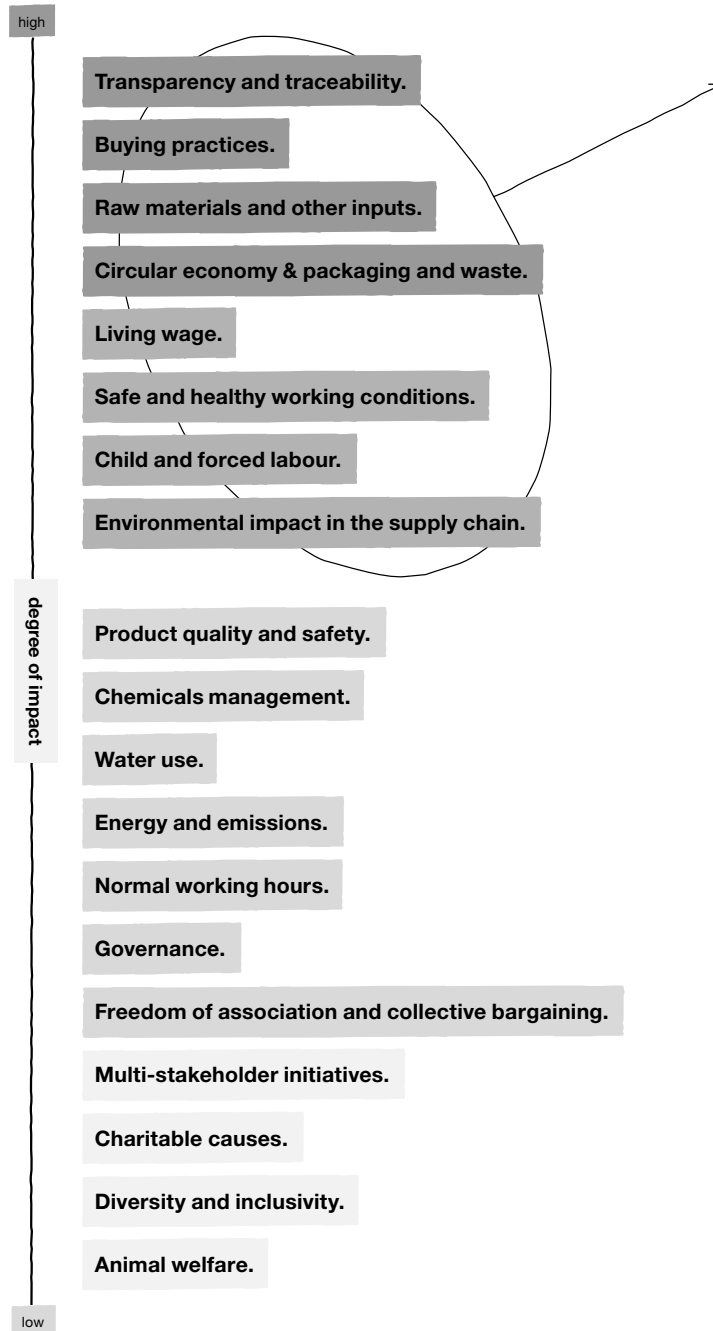 high
Transparency and traceability.
Buying practices.
Raw materials and other inputs.
Circular economy & packaging and waste.
Living wage.
Safe and healthy working conditions.
Child and forced labour.
Environmental impact in the supply chain.
degree of impact
Product quality and safety.
Chemicals management.
Water use.
Energy and emissions.
Normal working hours.
Governance.
Freedom of association and collective bargaining.
Multi-stakeholder initiatives.
Charitable causes.
Diversity and inclusivity.
Animal welfare.
low